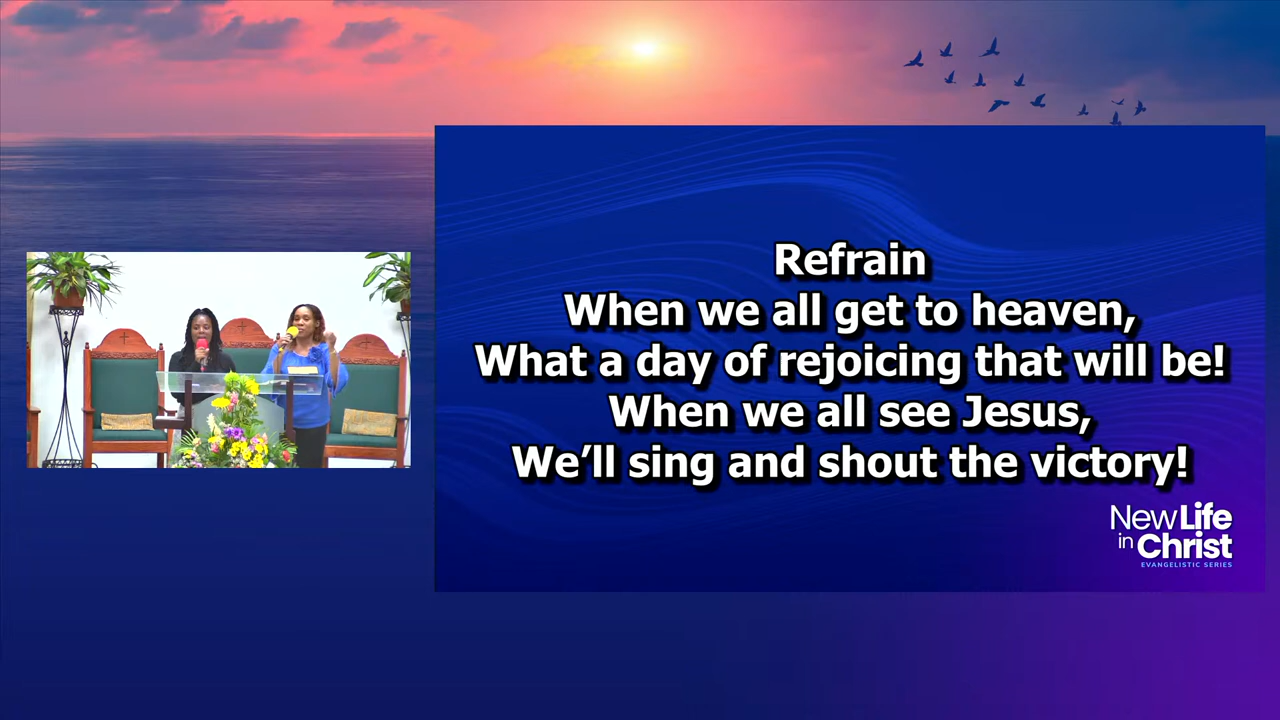 Refrain
When we all get to heaven,
What a day of rejoicing that will be!
When we all see Jesus,
We’ll sing and shout the victory!
New Life
in Christ
EVANGELISTIC SERIES